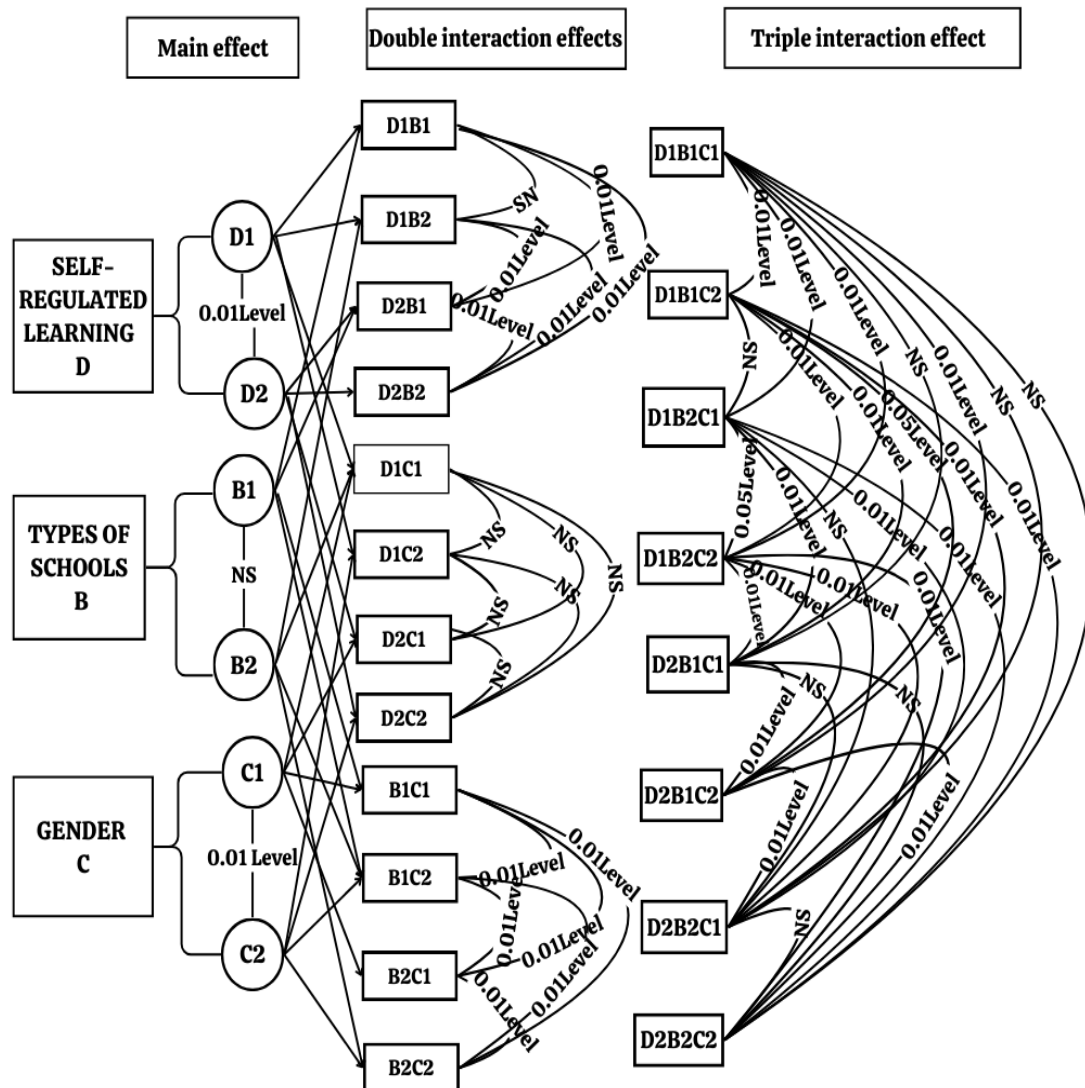 Main effect
Double interaction effects
Triple interaction effect
SELF-
REGULATED
LEARNING
D
D1
0.01Level
D2
TYPES OF
SCHOOLS
B
B1
NS
B2
GENDER
C
C1
0.01 Level
C2
D1B1
D1B2
D2B1
D2B2
D1C1
D1C2
D2C1
D2C2
B1C1
B1C2
B2C1
B2C2
NS
0.01Level
0.01Level
0.01Level
0.01Level
0.01Level
NS
NS
NS
NS
NS
NS
0.01Level
0.01Level
0.01Level
0.01Level
0.01Level
0.01Level
D1B1C1
D1B1C2
D1B2C1
D1B2C2
D2B1C1
D2B1C2
D2B2C1
D2B2C2
0.01Level
0.01Level
0.01Level
NS
0.01Level
NS
NS
NS
0.01Level
0.01Level
0.05Level
0.01Level
0.01Level
0.05Level
0.01Level
NS
0.01Level
0.01Level
0.01Level
0.01Level
0.01Level
0.01Level
0.01Level
NS
NS
0.01Level
0.01Level
NS